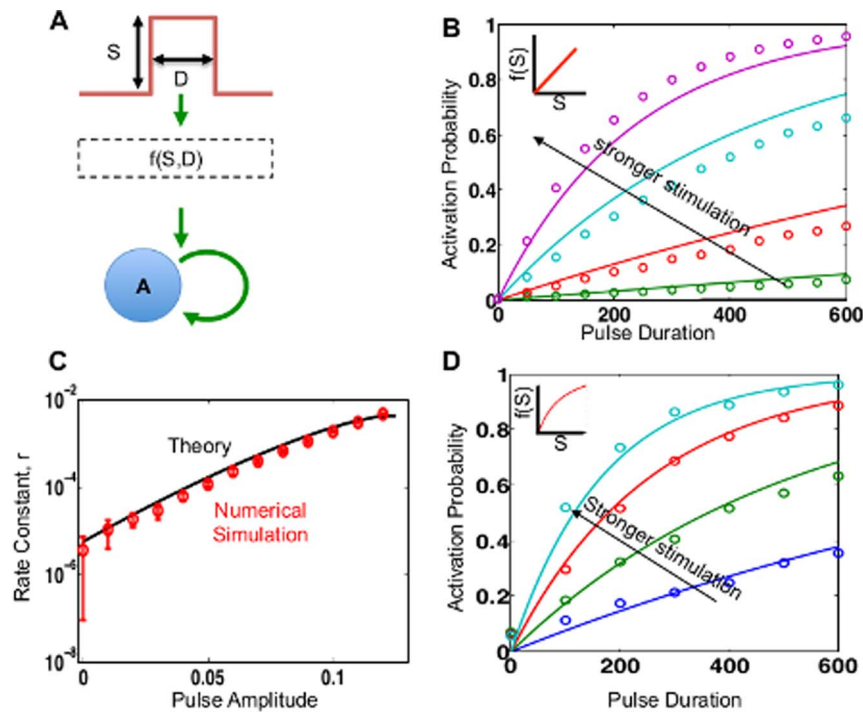 A
S
D
f(S,D)
A
B
f(S)
S
stronger stimulation
Activation Probability
1
0.8
0.6
0.4
0.2
0
0
200
400
600
Pulse Duration
C
Rate Constant, r
10⁻²
10⁻⁴
10⁻⁶
10⁻⁸
Theory
Numerical
Simulation
0
0.05
0.1
Pulse Amplitude
D
f(S)
S
Stronger stimulation
Activation Probability
1
0.8
0.6
0.4
0.2
0
0
200
400
600
Pulse Duration